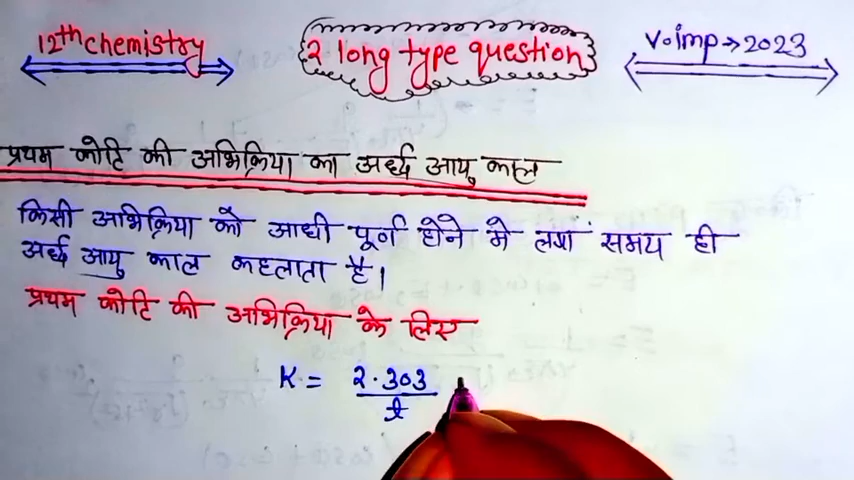 12th chemistry
2 long type question
V.imp→2023
प्रथम कोटि की अभिक्रिया का अर्ध्द आयु काल
किसी अभिक्रिया को आधी पूर्ण होने मे लगा समय ही
अर्ध्द आयु काल कहलाता है।
प्रथम कोटि की अभिक्रिया के लिए
K = 2.303
t